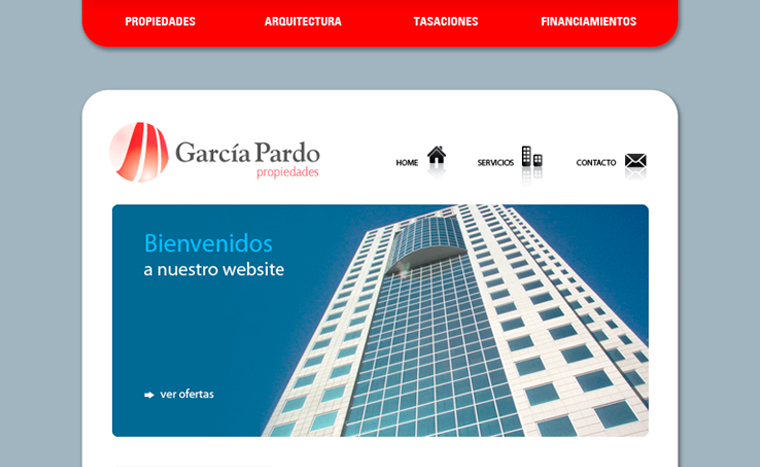 PROPIEDADES ARQUITECTURA TASACIONES FINANCIAMIENTOS
García Pardo
propiedades
HOME SERVICIOS CONTACTO
Bienvenidos
a nuestro website
ver ofertas